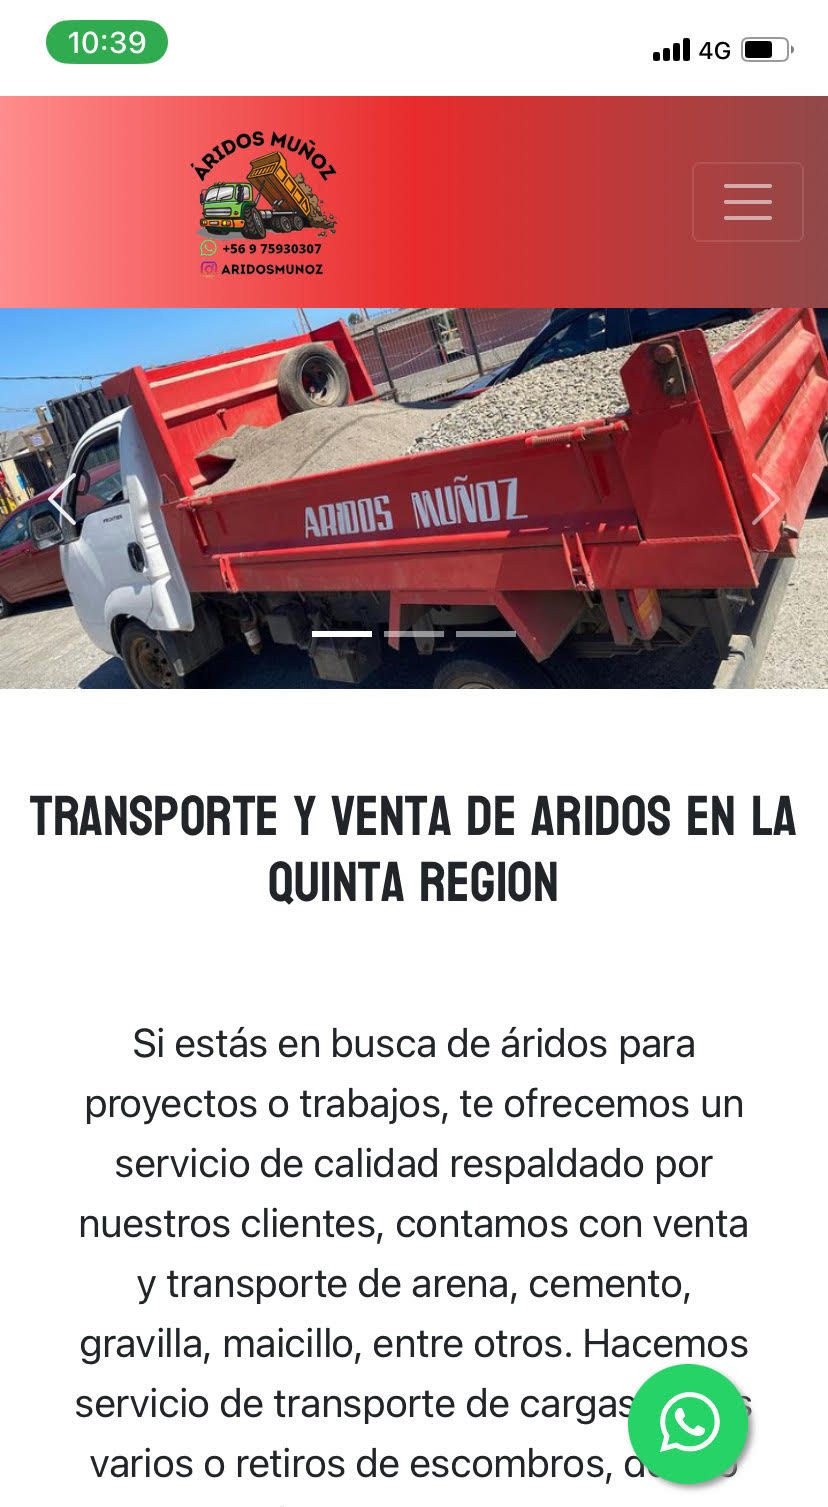 10:39
4G
ÁRIDOS MUÑOZ
+56 9 75930307
ARIDOSMUNOZ
FRONTIER
ARIDOS MUÑOZ
TRANSPORTE Y VENTA DE ARIDOS EN LA
QUINTA REGION
Si estás en busca de áridos para
proyectos o trabajos, te ofrecemos un
servicio de calidad respaldado por
nuestros clientes, contamos con venta
y transporte de arena, cemento,
gravilla, maicillo, entre otros. Hacemos
servicio de transporte de cargas
varios o retiros de escombros,